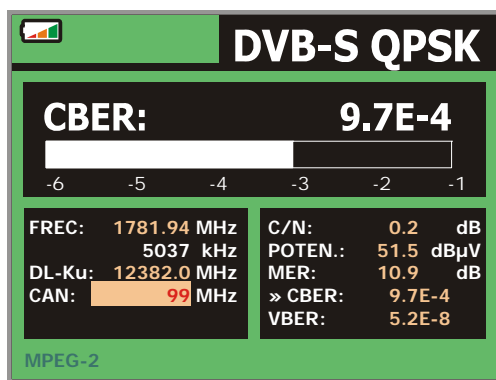 DVB-S QPSK
CBER: 9.7E-4
-6 -5 -4 -3 -2 -1
FREC: 1781.94 MHz
5037 kHz
DL-Ku: 12382.0 MHz
CAN: 99 MHz
C/N: 0.2 dB
POTEN.: 51.5 dBµV
MER: 10.9 dB
» CBER: 9.7E-4
VBER: 5.2E-8
MPEG-2